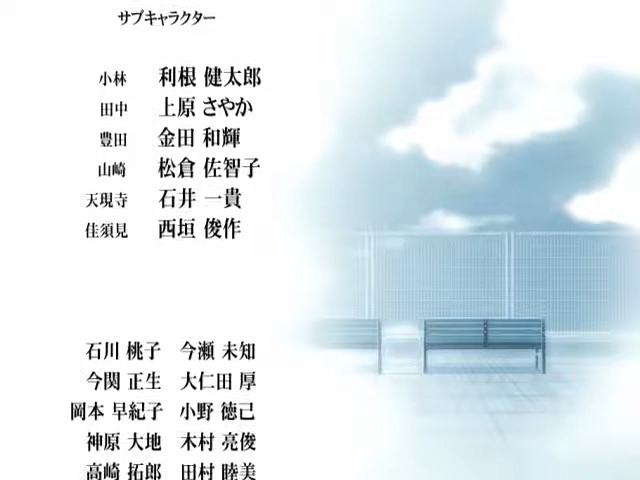 サブキャラクター
小林 利根 健太郎
田中 上原 さやか
豊田 金田 和輝
山崎 松倉 佐智子
天現寺 石井 一貴
佳須見 西垣 俊作
石川 桃子 今瀬 未知
今関 正生 大仁田 厚
岡本 早紀子 小野 徳己
神原 大地 木村 亮俊
高崎 拓郎 田村 睦美